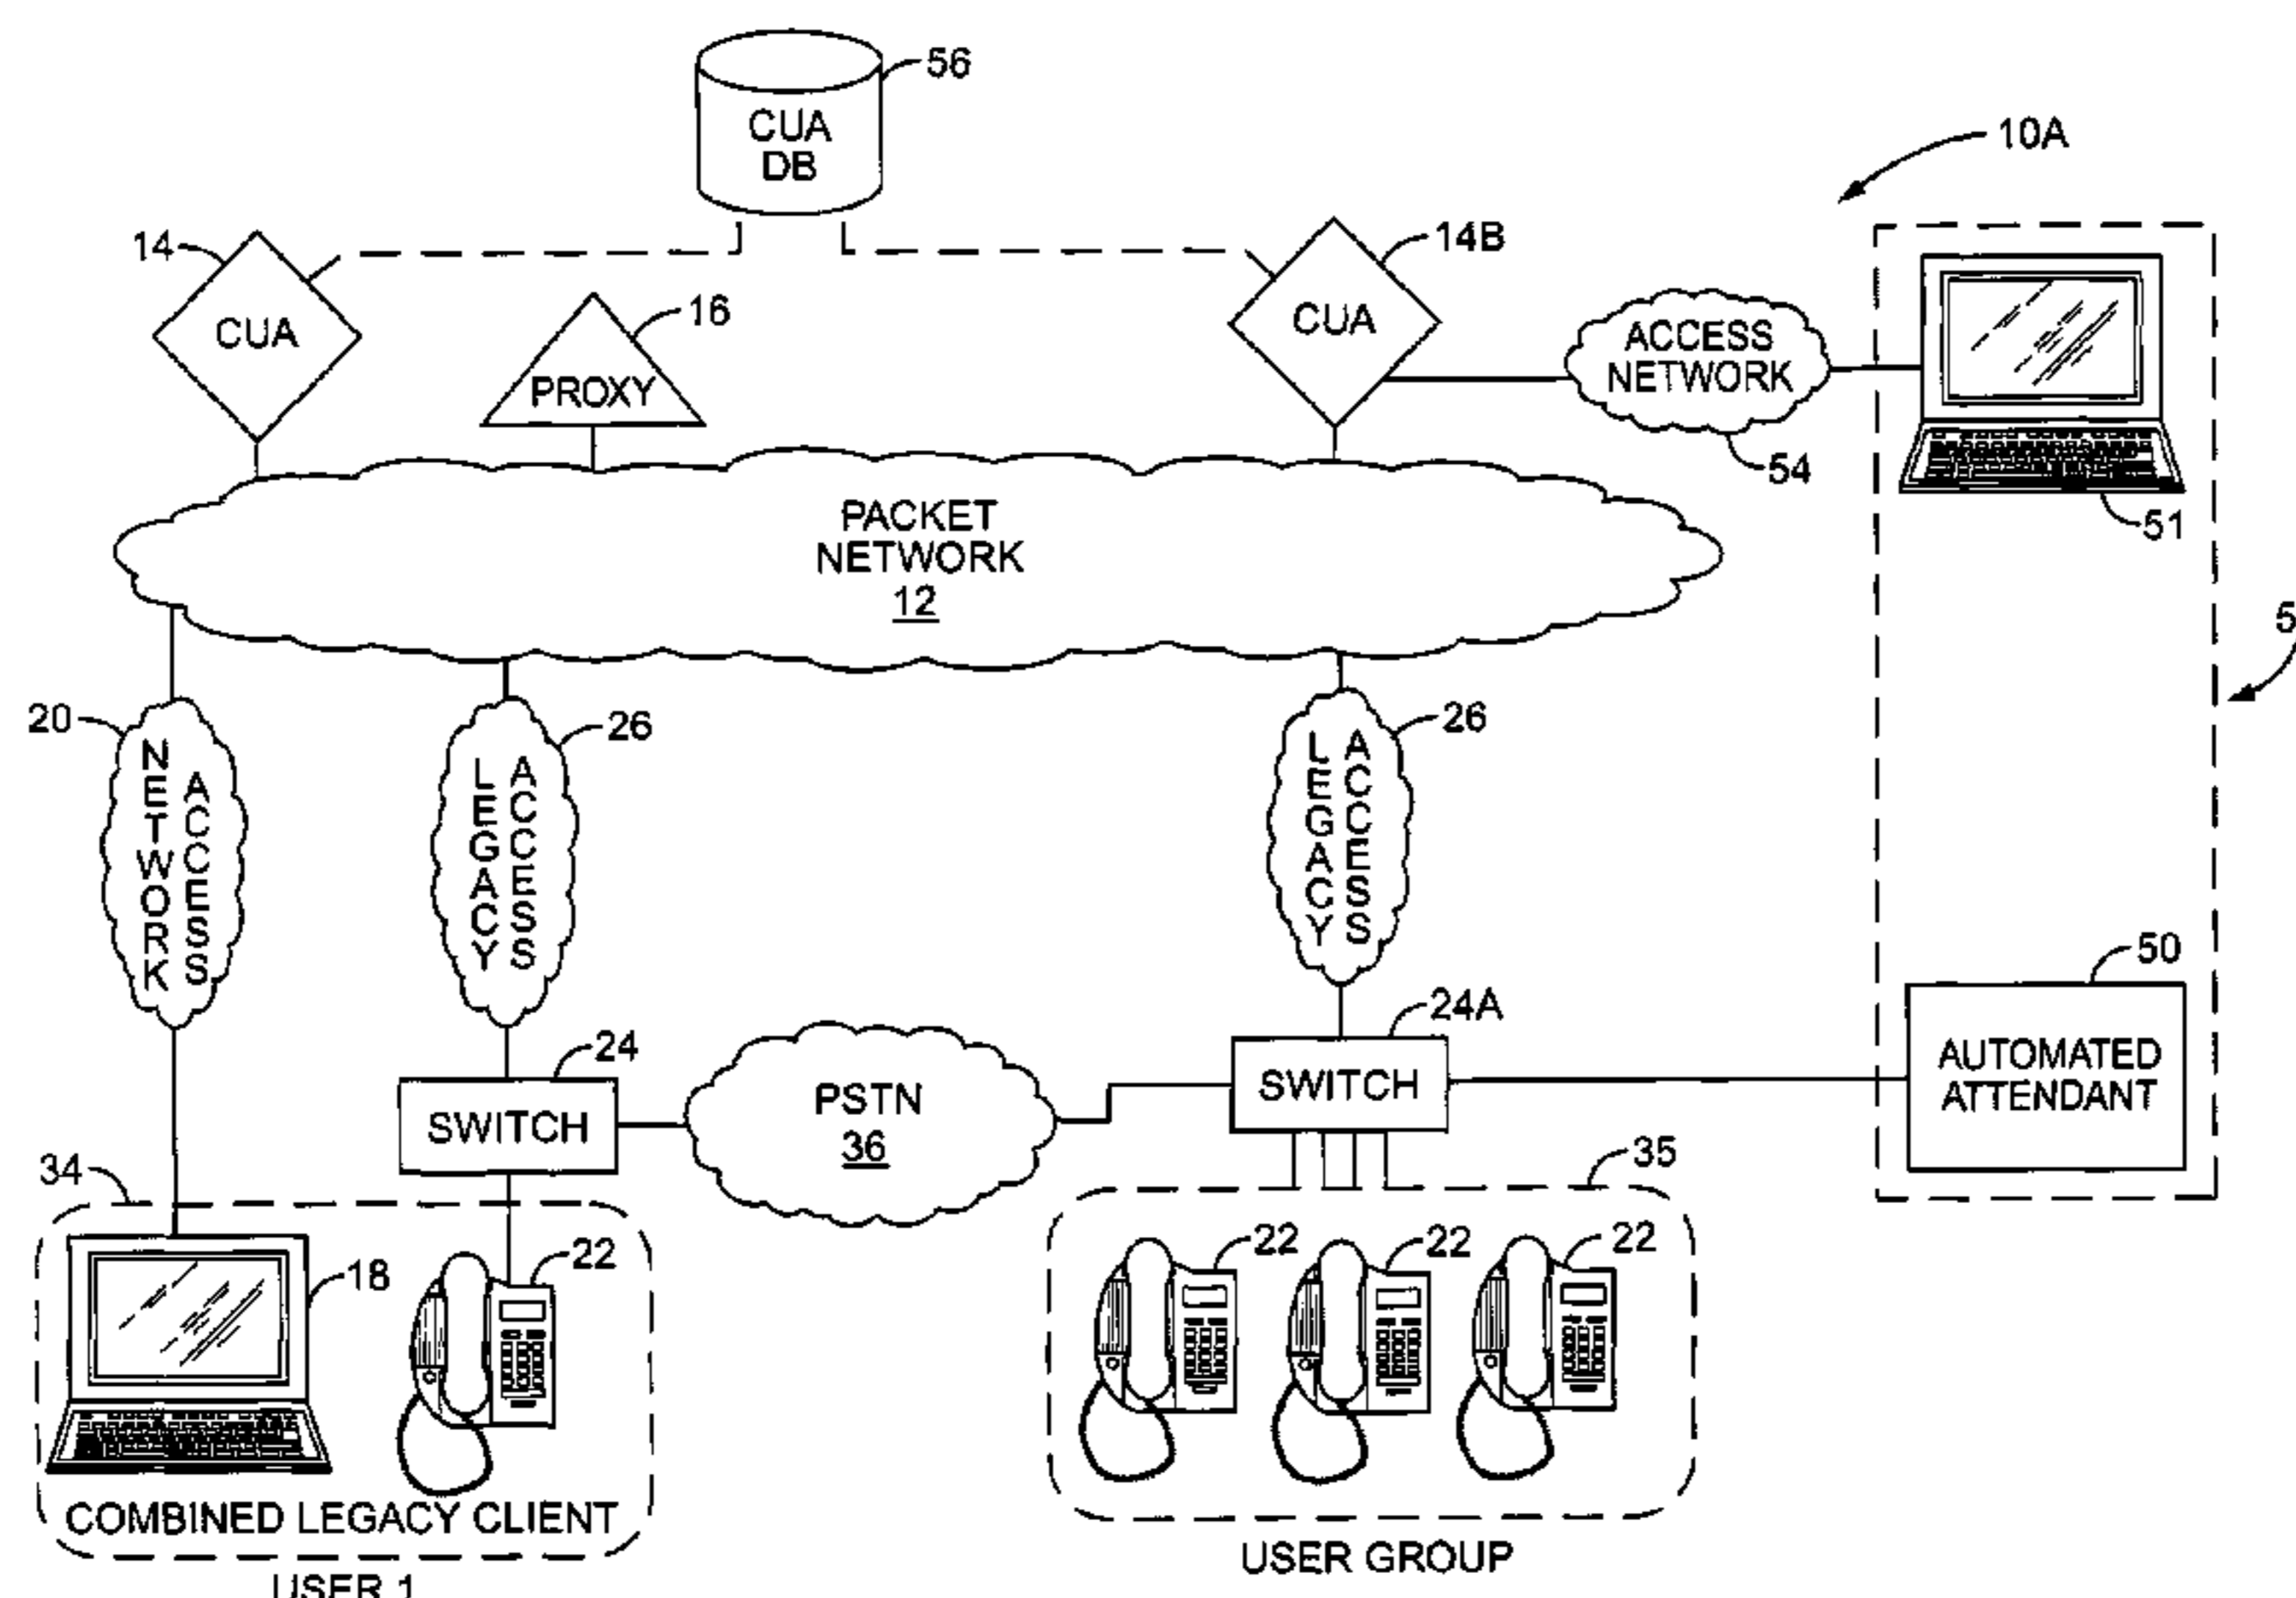 56
CUA
DB
10A
14
CUA
16
PROXY
14B
CUA
ACCESS
NETWORK
54
51
PACKET
NETWORK
12
5
20
NETWORK
ACCESS
26
LEGACY
ACCESS
26
LEGACY
ACCESS
24
SWITCH
PSTN
36
24A
SWITCH
50
AUTOMATED
ATTENDANT
34
18
22
COMBINED LEGACY CLIENT
USER 1
35
22
22
22
USER GROUP